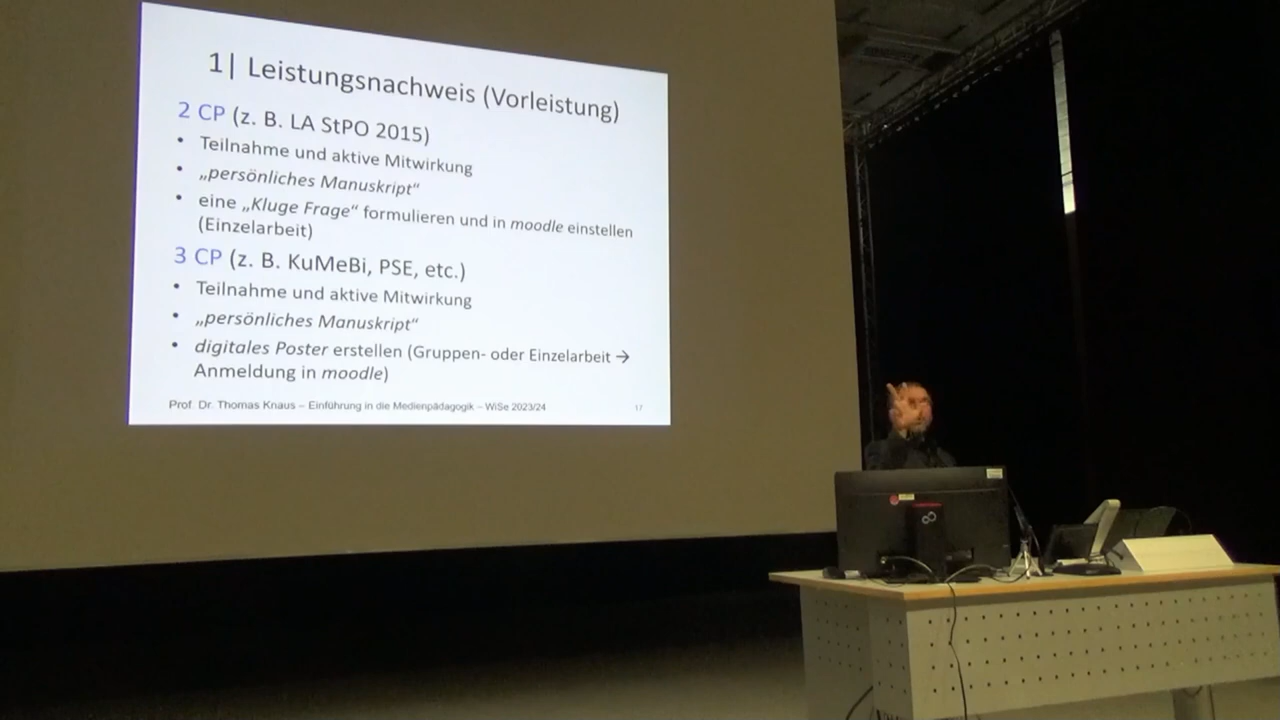 1| Leistungsnachweis (Vorleistung)
2 CP (z. B. LA StPO 2015)
• Teilnahme und aktive Mitwirkung
• „persönliches Manuskript“
• eine „Kluge Frage“ formulieren und in moodle einstellen
(Einzelarbeit)
3 CP (z. B. KuMeBi, PSE, etc.)
• Teilnahme und aktive Mitwirkung
• „persönliches Manuskript“
• digitales Poster erstellen (Gruppen- oder Einzelarbeit →
Anmeldung in moodle)
Prof. Dr. Thomas Knaus – Einführung in die Medienpädagogik – WiSe 2023/24 17